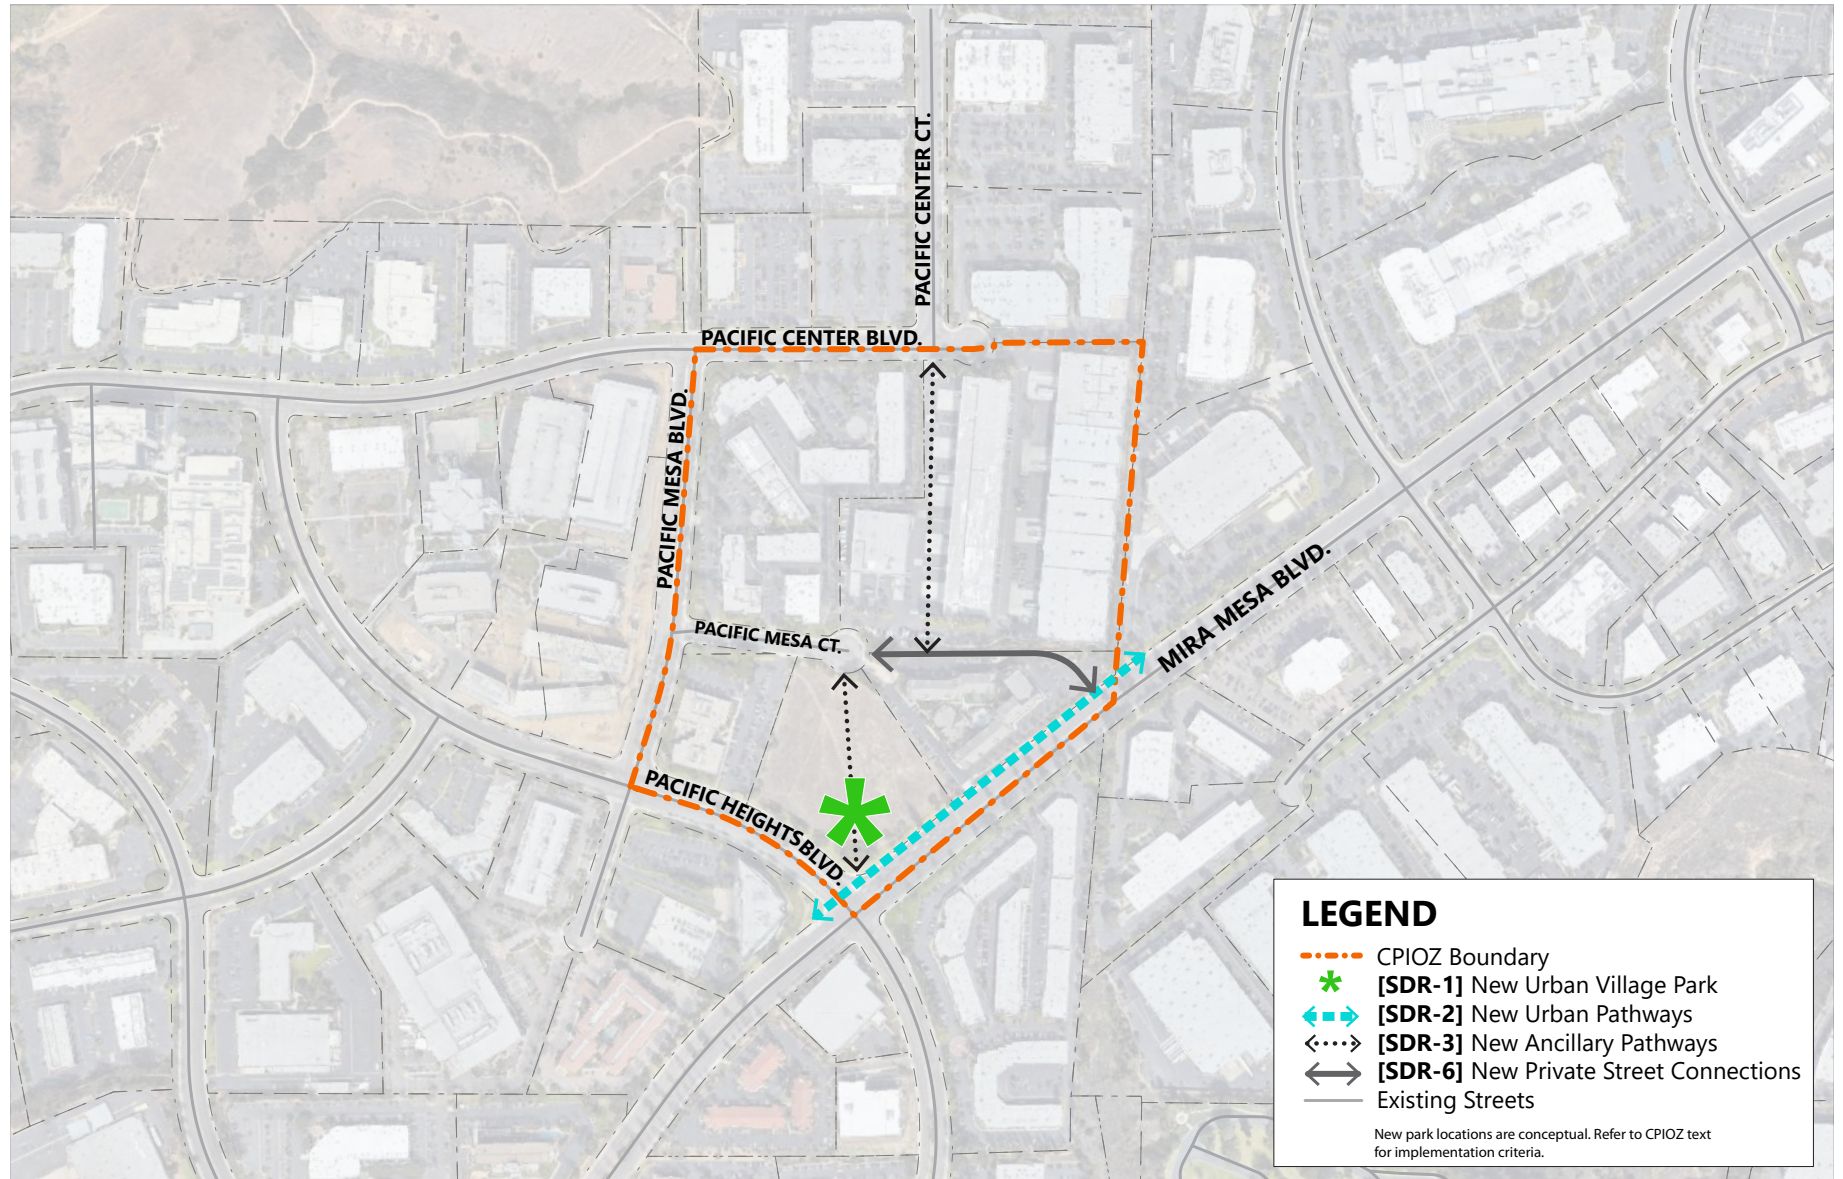 PACIFIC CENTER CT.
PACIFIC CENTER BLVD.
PACIFIC MESA BLVD.
PACIFIC MESA CT.
MIRA MESA BLVD.
PACIFIC HEIGHTS BLVD.
LEGEND
CPIOZ Boundary
[SDR-1] New Urban Village Park
[SDR-2] New Urban Pathways
[SDR-3] New Ancillary Pathways
[SDR-6] New Private Street Connections
Existing Streets
New park locations are conceptual. Refer to CPIOZ text
for implementation criteria.